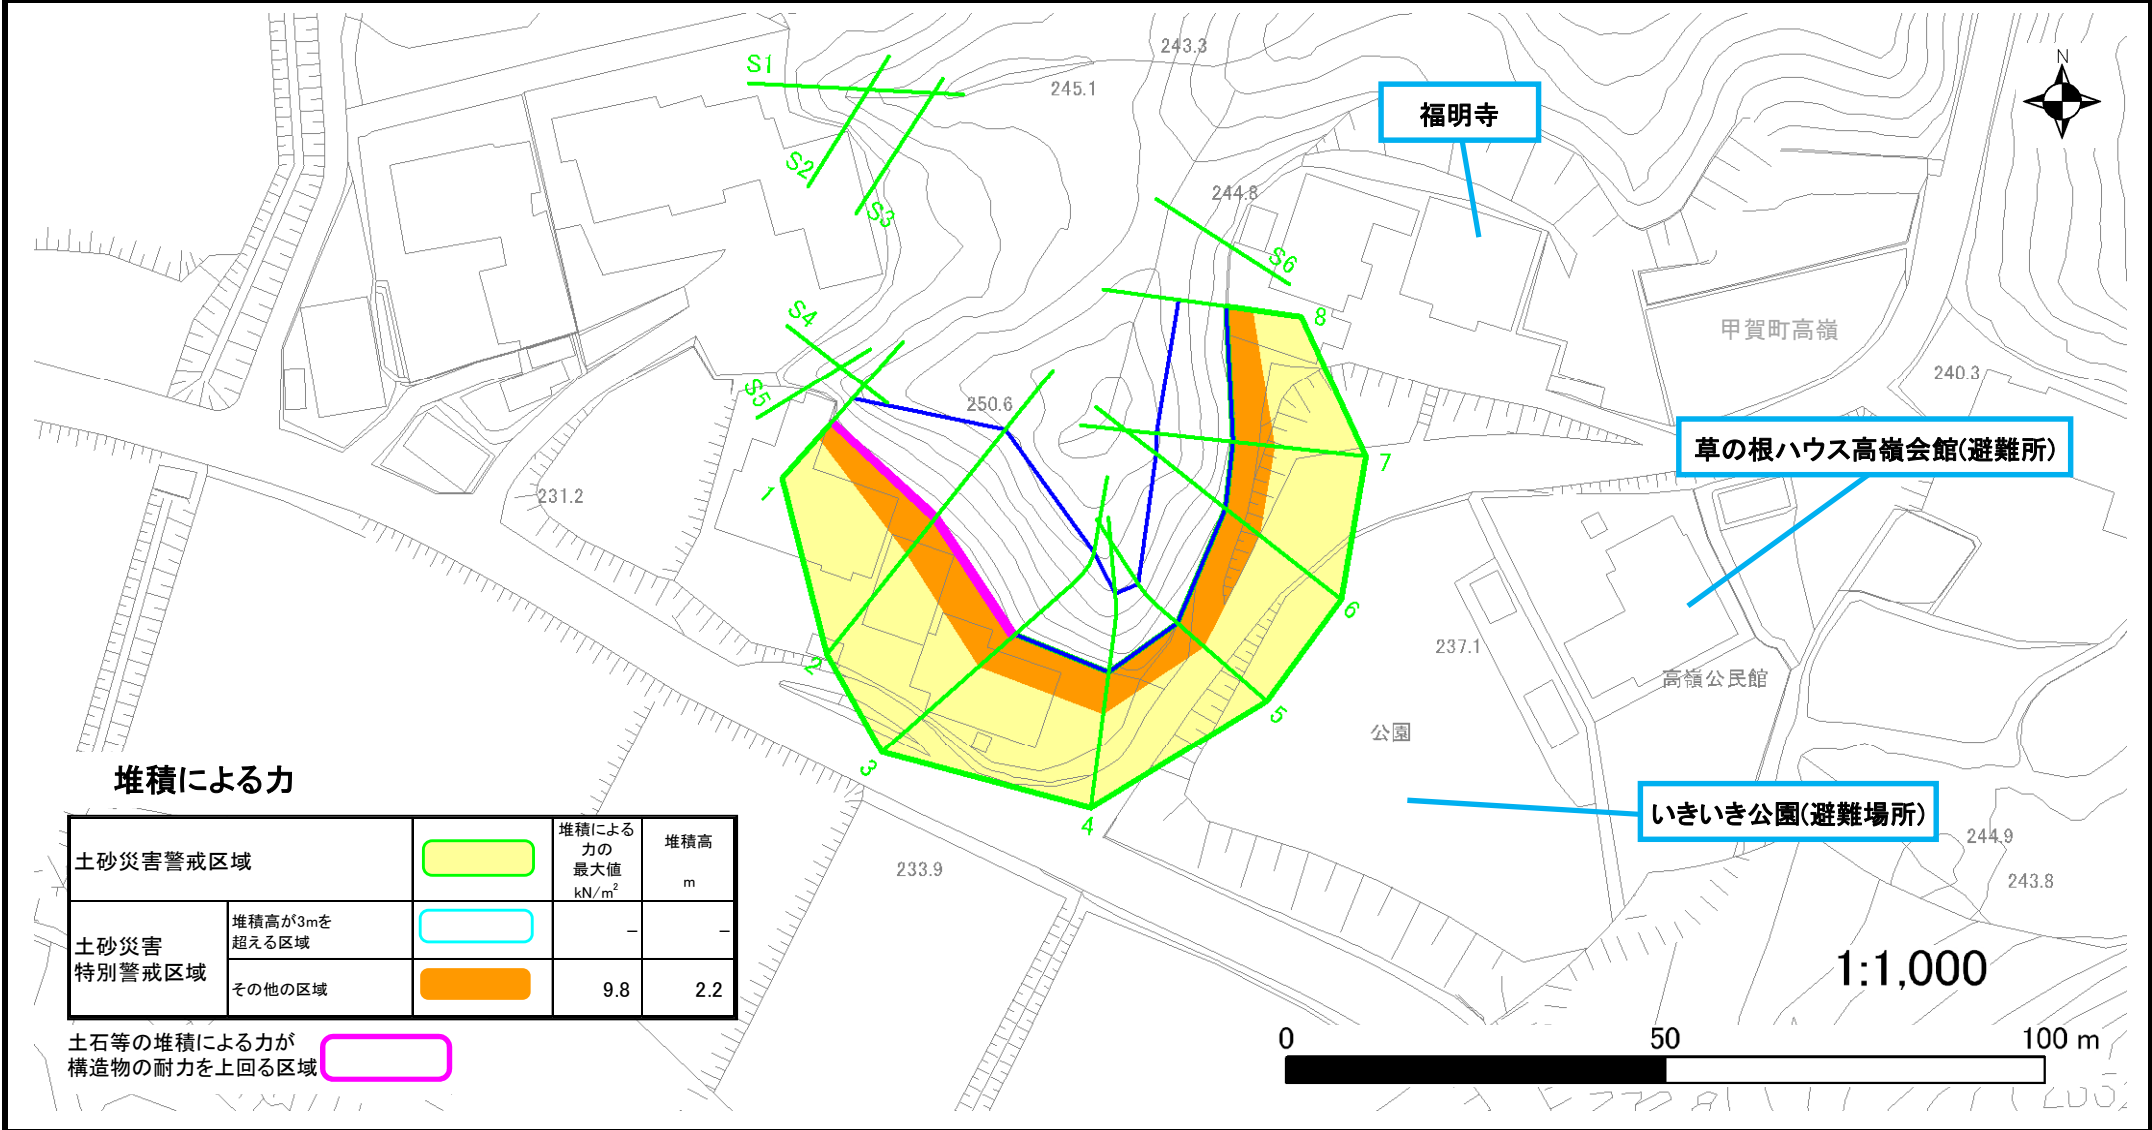 S1
S2
S3
S4
S5
S6
243.3
245.1
244.8
福明寺
N
甲賀町高嶺
240.3
草の根ハウス高嶺会館(避難所)
250.6
231.2
1
2
3
4
5
6
7
8
237.1
高嶺公民館
公園
いきいき公園(避難場所)
244.9
243.8
233.9
堆積による力
土砂災害警戒区域
堆積による
力の
最大値
kN/m²
堆積高
m
土砂災害
特別警戒区域
堆積高が3mを
超える区域
－
－
その他の区域
9.8
2.2
土石等の堆積による力が
構造物の耐力を上回る区域
1:1,000
0
50
100 m